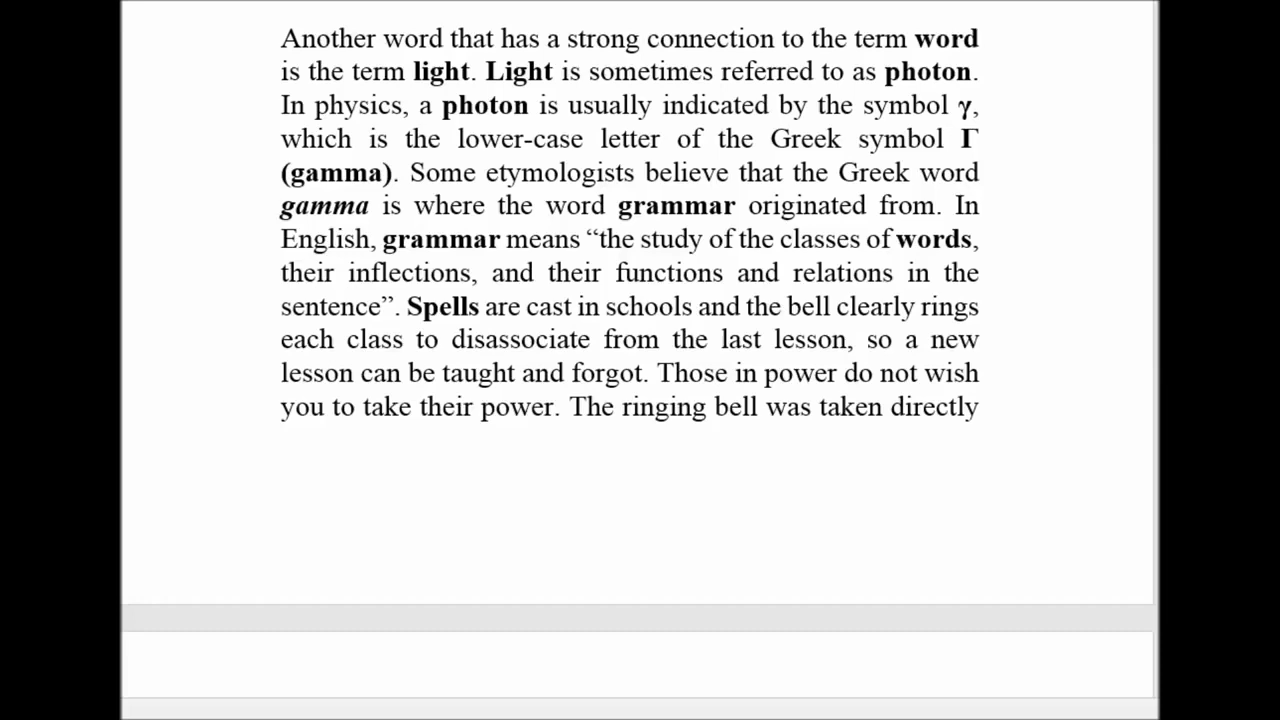 Another word that has a strong connection to the term word
is the term light. Light is sometimes referred to as photon.
In physics, a photon is usually indicated by the symbol γ,
which is the lower-case letter of the Greek symbol Γ
(gamma). Some etymologists believe that the Greek word
gamma is where the word grammar originated from. In
English, grammar means “the study of the classes of words,
their inflections, and their functions and relations in the
sentence”. Spells are cast in schools and the bell clearly rings
each class to disassociate from the last lesson, so a new
lesson can be taught and forgot. Those in power do not wish
you to take their power. The ringing bell was taken directly